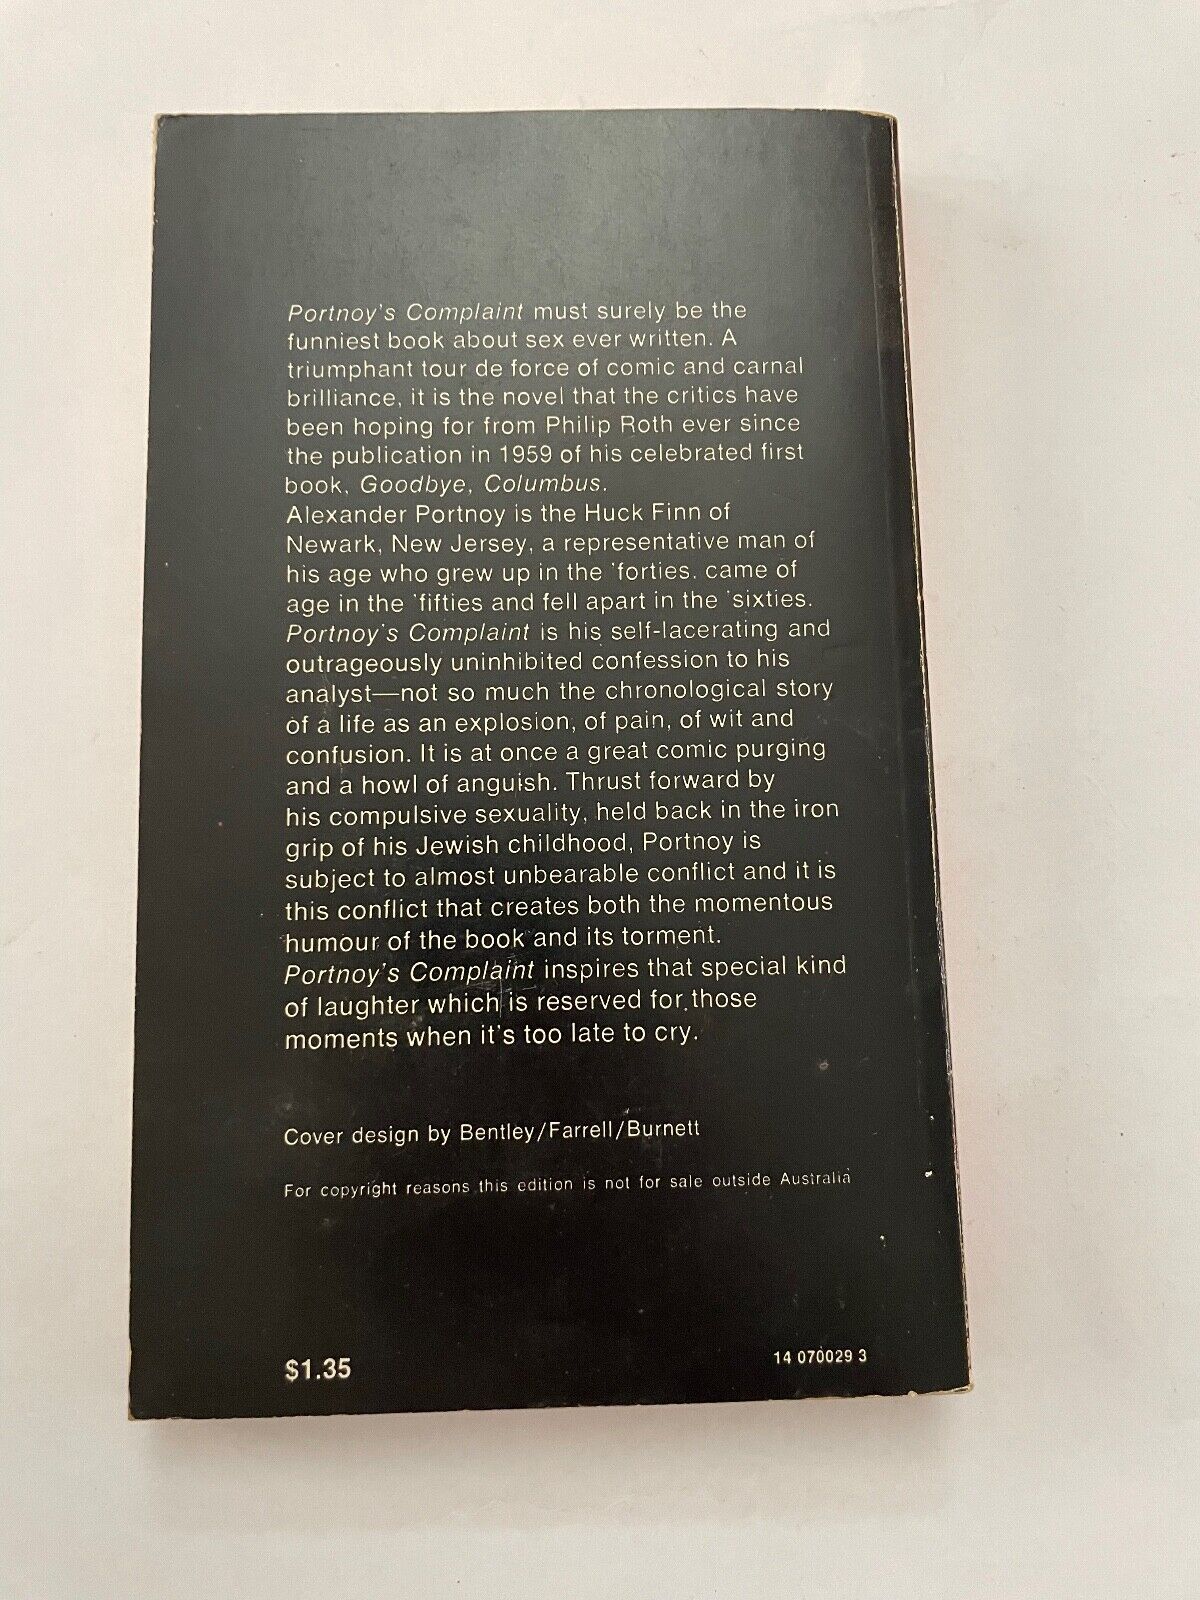 Portnoy's Complaint must surely be the
funniest book about sex ever written. A
triumphant tour de force of comic and carnal
brilliance, it is the novel that the critics have
been hoping for from Philip Roth ever since
the publication in 1959 of his celebrated first
book, Goodbye, Columbus.
Alexander Portnoy is the Huck Finn of
Newark, New Jersey, a representative man of
his age who grew up in the 'forties. came of
age in the 'fifties and fell apart in the 'sixties.
Portnoy's Complaint is his self-lacerating and
outrageously uninhibited confession to his
analyst—not so much the chronological story
of a life as an explosion, of pain, of wit and
confusion. It is at once a great comic purging
and a howl of anguish. Thrust forward by
his compulsive sexuality, held back in the iron
grip of his Jewish childhood, Portnoy is
subject to almost unbearable conflict and it is
this conflict that creates both the momentous
humour of the book and its torment.
Portnoy's Complaint inspires that special kind
of laughter which is reserved for those
moments when it's too late to cry.
Cover design by Bentley/Farrell/Burnett
For copyright reasons this edition is not for sale outside Australia
$1.35
14 070029 3